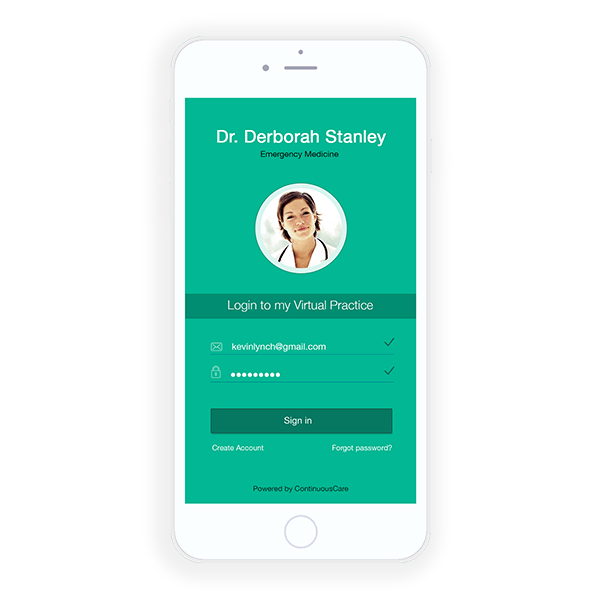 Dr. Derborah Stanley
Emergency Medicine
Login to my Virtual Practice
kevinlynch@gmail.com
•••••••••
Sign in
Create Account Forgot password?
Powered by ContinuousCare